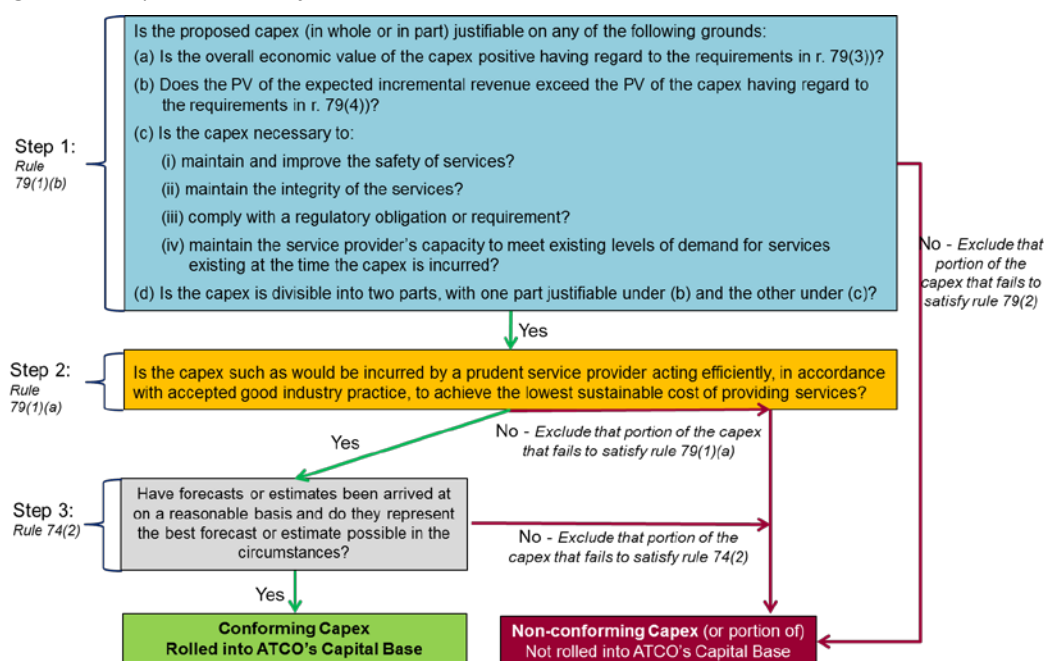 Is the proposed capex (in whole or in part) justifiable on any of the following grounds:
(a) Is the overall economic value of the capex positive having regard to the requirements in r. 79(3))?
(b) Does the PV of the expected incremental revenue exceed the PV of the capex having regard to
the requirements in r. 79(4))?
(c) Is the capex necessary to:
(i) maintain and improve the safety of services?
(ii) maintain the integrity of the services?
(iii) comply with a regulatory obligation or requirement?
(iv) maintain the service provider's capacity to meet existing levels of demand for services
existing at the time the capex is incurred?
(d) Is the capex is divisible into two parts, with one part justifiable under (b) and the other under (c)?
Step 1:
Rule
79(1)(b)
No - Exclude that
portion of the
capex that fails to
satisfy rule 79(2)
Yes
Step 2:
Rule
79(1)(a)
Is the capex such as would be incurred by a prudent service provider acting efficiently, in accordance
with accepted good industry practice, to achieve the lowest sustainable cost of providing services?
Yes
No - Exclude that portion of the capex
that fails to satisfy rule 79(1)(a)
Step 3:
Rule 74(2)
Have forecasts or estimates been arrived at
on a reasonable basis and do they represent
the best forecast or estimate possible in the
circumstances?
No - Exclude that portion of the
capex that fails to satisfy rule 74(2)
Yes
Conforming Capex
Rolled into ATCO's Capital Base
Non-conforming Capex (or portion of)
Not rolled into ATCO's Capital Base